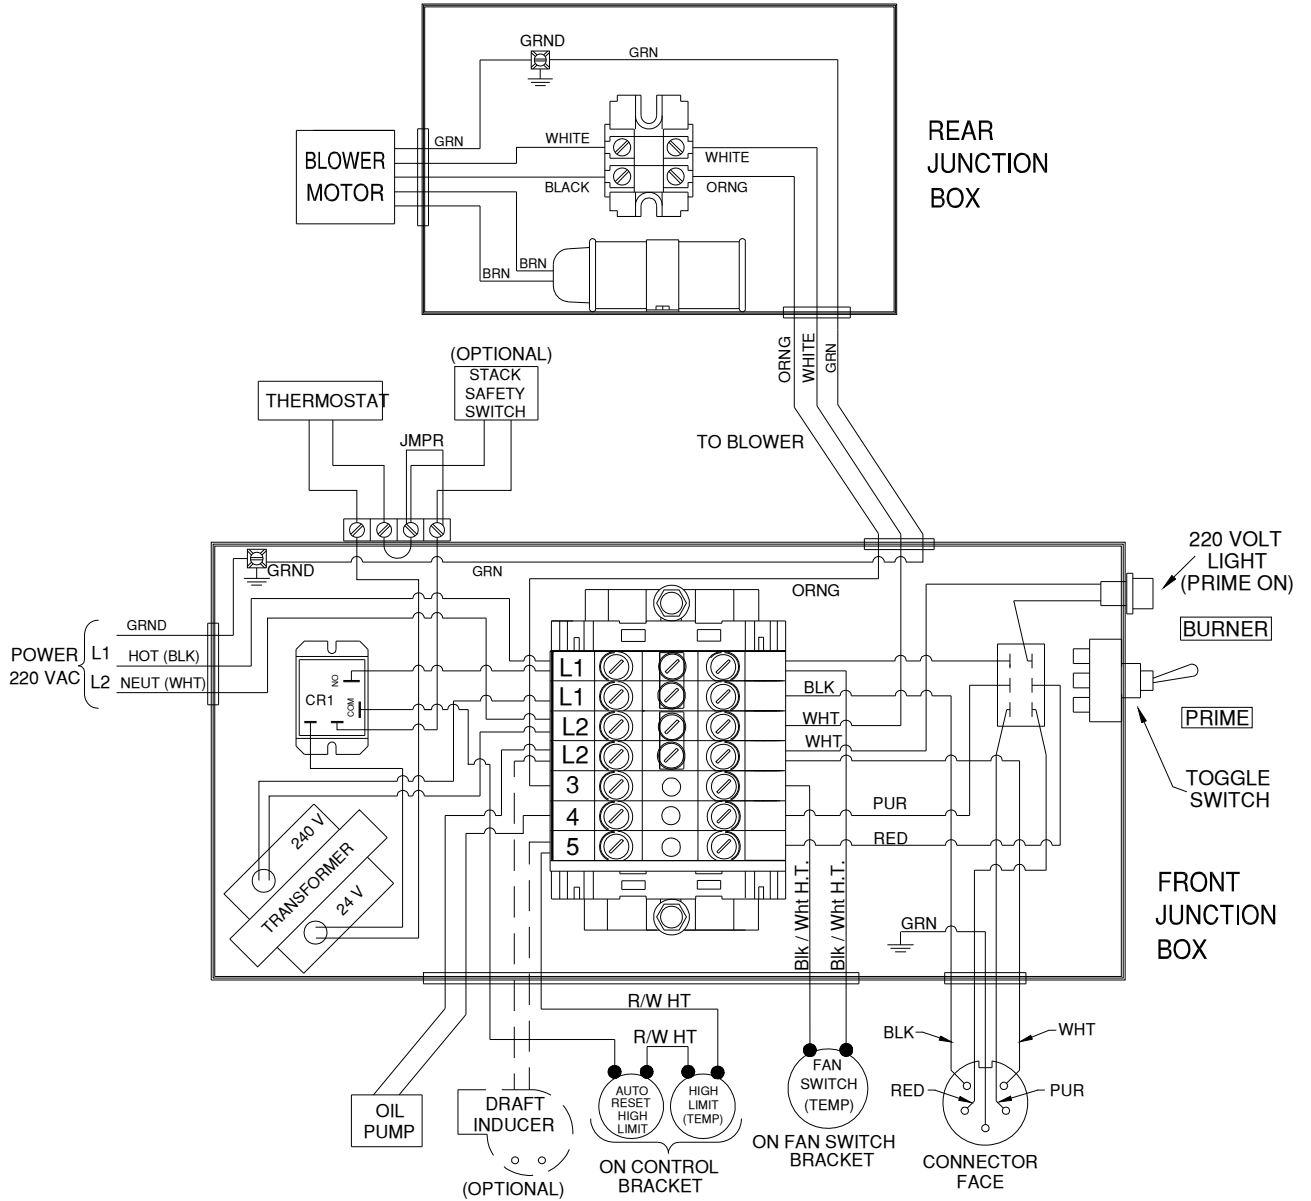 GRND
GRN
REAR
JUNCTION
BOX
BLOWER
MOTOR
GRN
WHITE
BLACK
WHITE
ORNG
BRN
BRN
ORNG
WHITE
GRN
TO BLOWER
(OPTIONAL)
STACK
SAFETY
SWITCH
THERMOSTAT
JMPR
GRND
GRN
ORNG
220 VOLT
LIGHT
(PRIME ON)
BURNER
PRIME
TOGGLE
SWITCH
POWER
220 VAC
GRND
L1
HOT (BLK)
L2
NEUT (WHT)
CR1
NO
COM
L1
L1
L2
L2
3
4
5
BLK
WHT
WHT
PUR
RED
240 V
TRANSFORMER
24 V
Blk / Wht H.T.
Blk / Wht H.T.
GRN
FRONT
JUNCTION
BOX
R/W HT
R/W HT
BLK
WHT
RED
PUR
OIL
PUMP
DRAFT
INDUCER
(OPTIONAL)
AUTO
RESET
HIGH
LIMIT
HIGH
LIMIT
(TEMP)
ON CONTROL
BRACKET
FAN
SWITCH
(TEMP)
ON FAN SWITCH
BRACKET
CONNECTOR
FACE